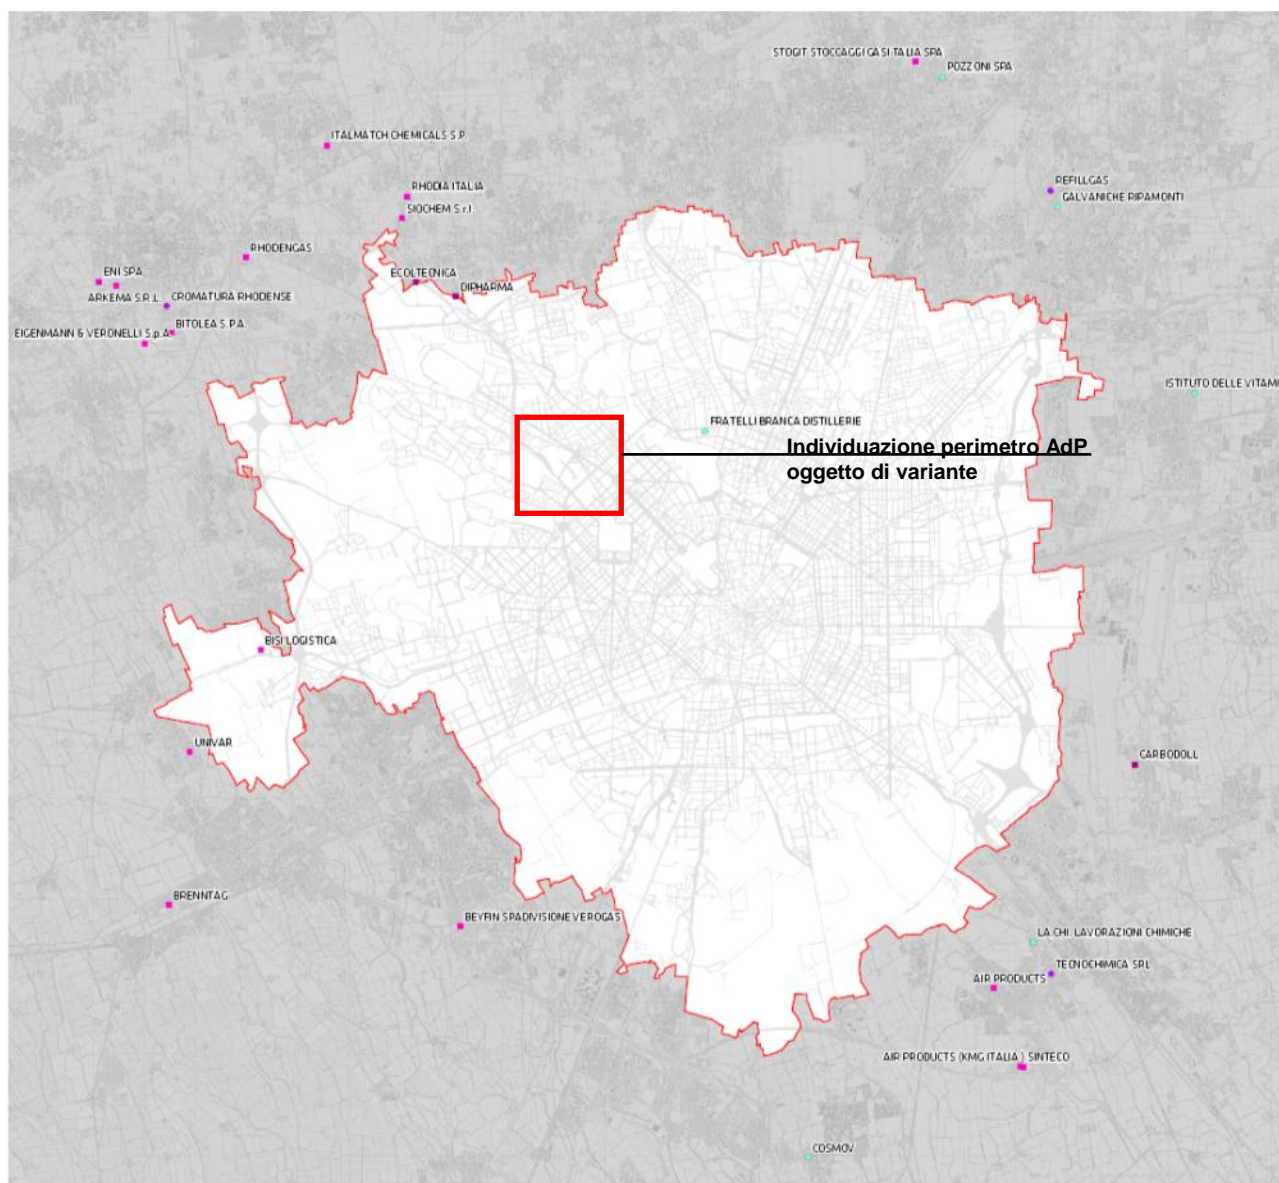 STOGIT STOCCAGGI GAS ITALIA SPA
POZZONI SPA
ITALMATCH CHEMICALS S.P.
RHODIA ITALIA
REFILLGAS
GALVANICHE RIPAMONTI
SIOCHEM S.r.l.
RHODENGAS
ENI SPA
ECOLTECNICA
DIPHARMA
ARKEMA S.R.L.
CROMATURA RHODENSE
BITOLEA S.P.A.
EIGENMANN & VERONELLI S.p.A
ISTITUTO DELLE VITAMI
FRATELLI BRANCA DISTILLERIE
Individuazione perimetro AdP
oggetto di variante
BISI LOGISTICA
UNIVAR
CARBODOLL
BRENNTAG
BEYFIN SPA DIVISIONE VEROGAS
LA.CHI. LAVORAZIONI CHIMICHE
TECNOCHIMICA SRL
AIR PRODUCTS
AIR PRODUCTS (KMG ITALIA ) SINTECO
COSMOV